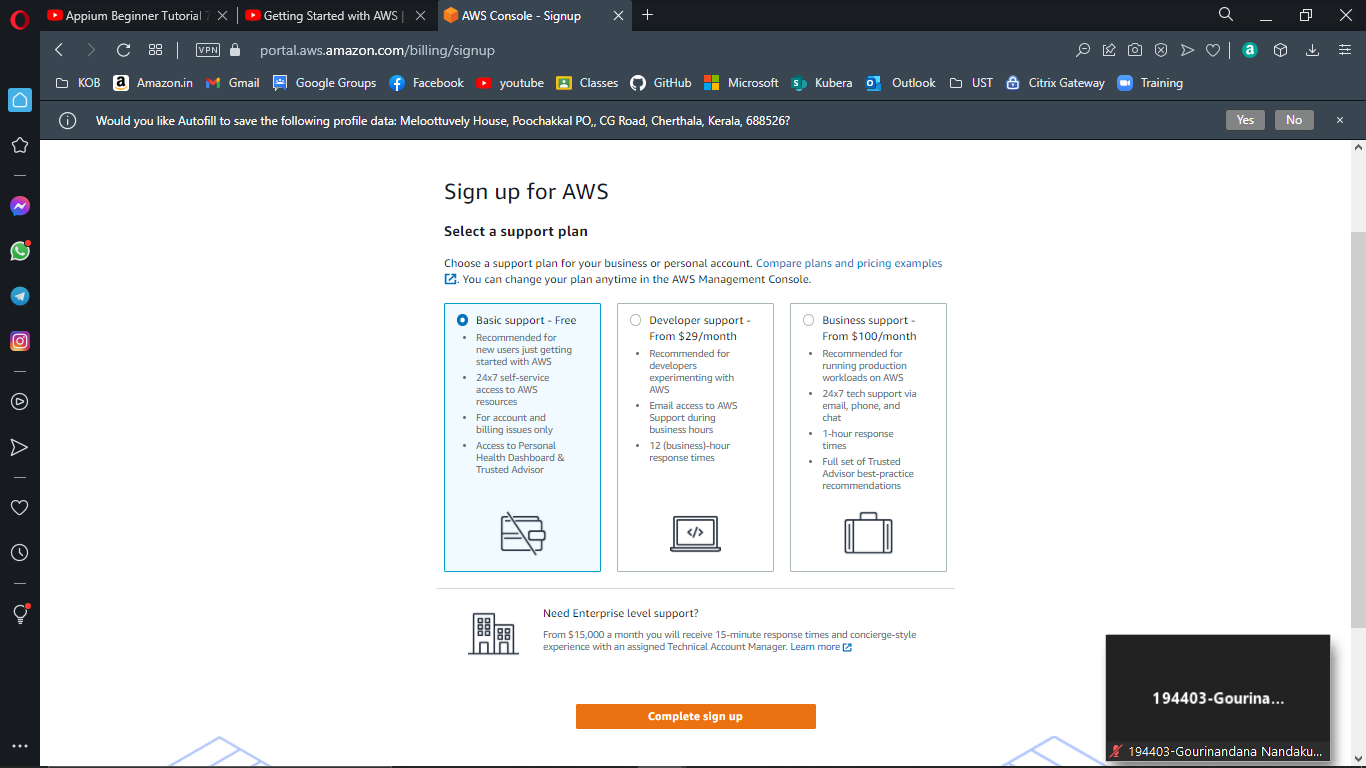 Appium Beginner Tutorial 7
Getting Started with AWS |
AWS Console - Signup
VPN
portal.aws.amazon.com/billing/signup
KOB
Amazon.in
Gmail
Google Groups
Facebook
youtube
Classes
GitHub
Microsoft
Kubera
Outlook
UST
Citrix Gateway
Training
Would you like Autofill to save the following profile data: Meloottuvely House, Poochakkal PO,, CG Road, Cherthala, Kerala, 688526?
Yes
No
Sign up for AWS
Select a support plan
Choose a support plan for your business or personal account. Compare plans and pricing examples
. You can change your plan anytime in the AWS Management Console.
Basic support - Free
• Recommended for
new users just getting
started with AWS
• 24x7 self-service
access to AWS
resources
• For account and
billing issues only
• Access to Personal
Health Dashboard &
Trusted Advisor
Developer support -
From $29/month
• Recommended for
developers
experimenting with
AWS
• Email access to AWS
Support during
business hours
• 12 (business)-hour
response times
</>
Business support -
From $100/month
• Recommended for
running production
workloads on AWS
• 24x7 tech support via
email, phone, and
chat
• 1-hour response
times
• Full set of Trusted
Advisor best-practice
recommendations
Need Enterprise level support?
From $15,000 a month you will receive 15-minute response times and concierge-style
experience with an assigned Technical Account Manager. Learn more
Complete sign up
194403-Gourina...
194403-Gourinandana Nandaku...